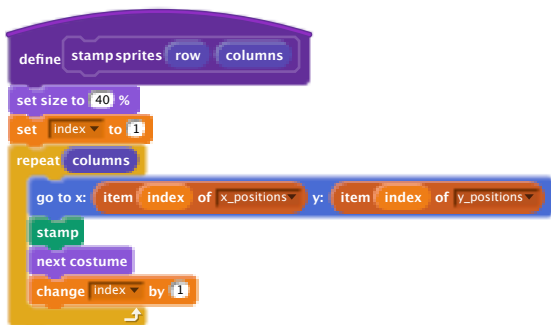 define stamp sprites row columns
set size to 40 %
set index to 1
repeat columns
go to x: item index of x_positions y: item index of y_positions
stamp
next costume
change index by 1